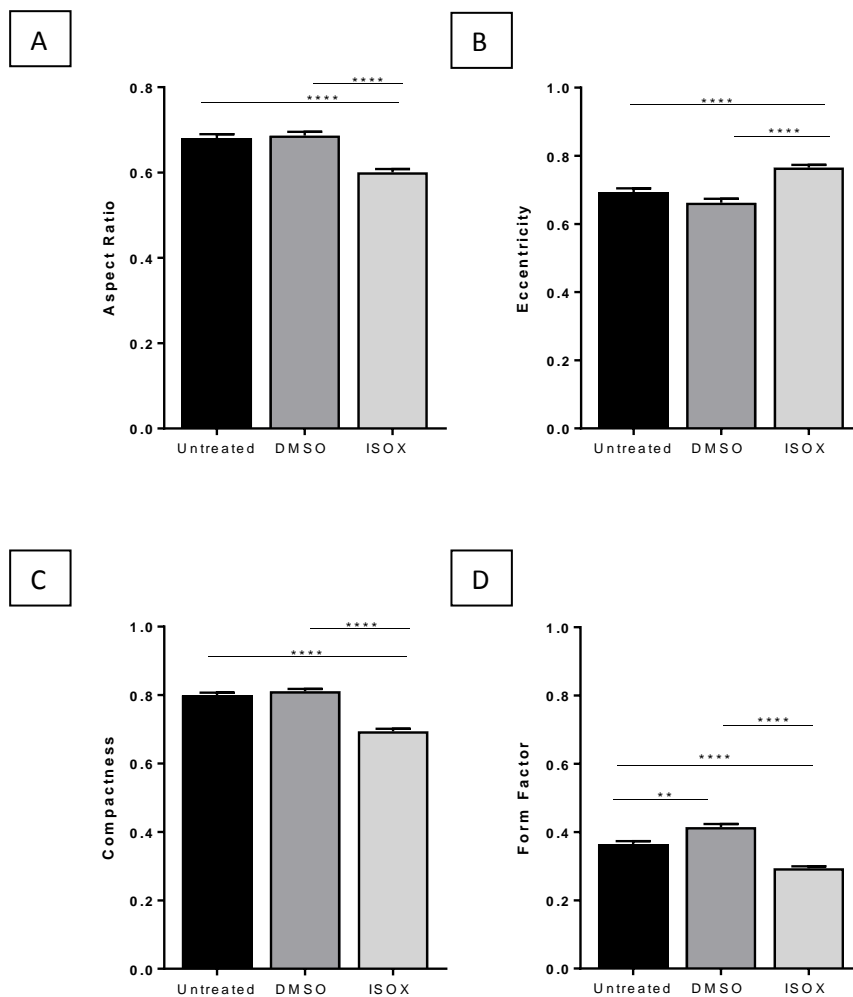 A
Aspect Ratio
0.8
0.6
0.4
0.2
0.0
****
****
Untreated DMSO ISOX
B
Eccentricity
1.0
0.8
0.6
0.4
0.2
0.0
****
****
Untreated DMSO ISOX
C
Compactness
1.0
0.8
0.6
0.4
0.2
0.0
****
****
Untreated DMSO ISOX
D
Form Factor
1.0
0.8
0.6
0.4
0.2
0.0
****
****
**
Untreated DMSO ISOX